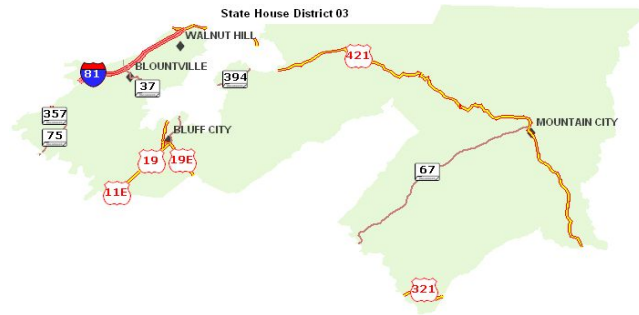 State House District 03
WALNUT HILL
421
81
BLOUNTVILLE
394
37
357
MOUNTAIN CITY
75
BLUFF CITY
19
19E
67
11E
321